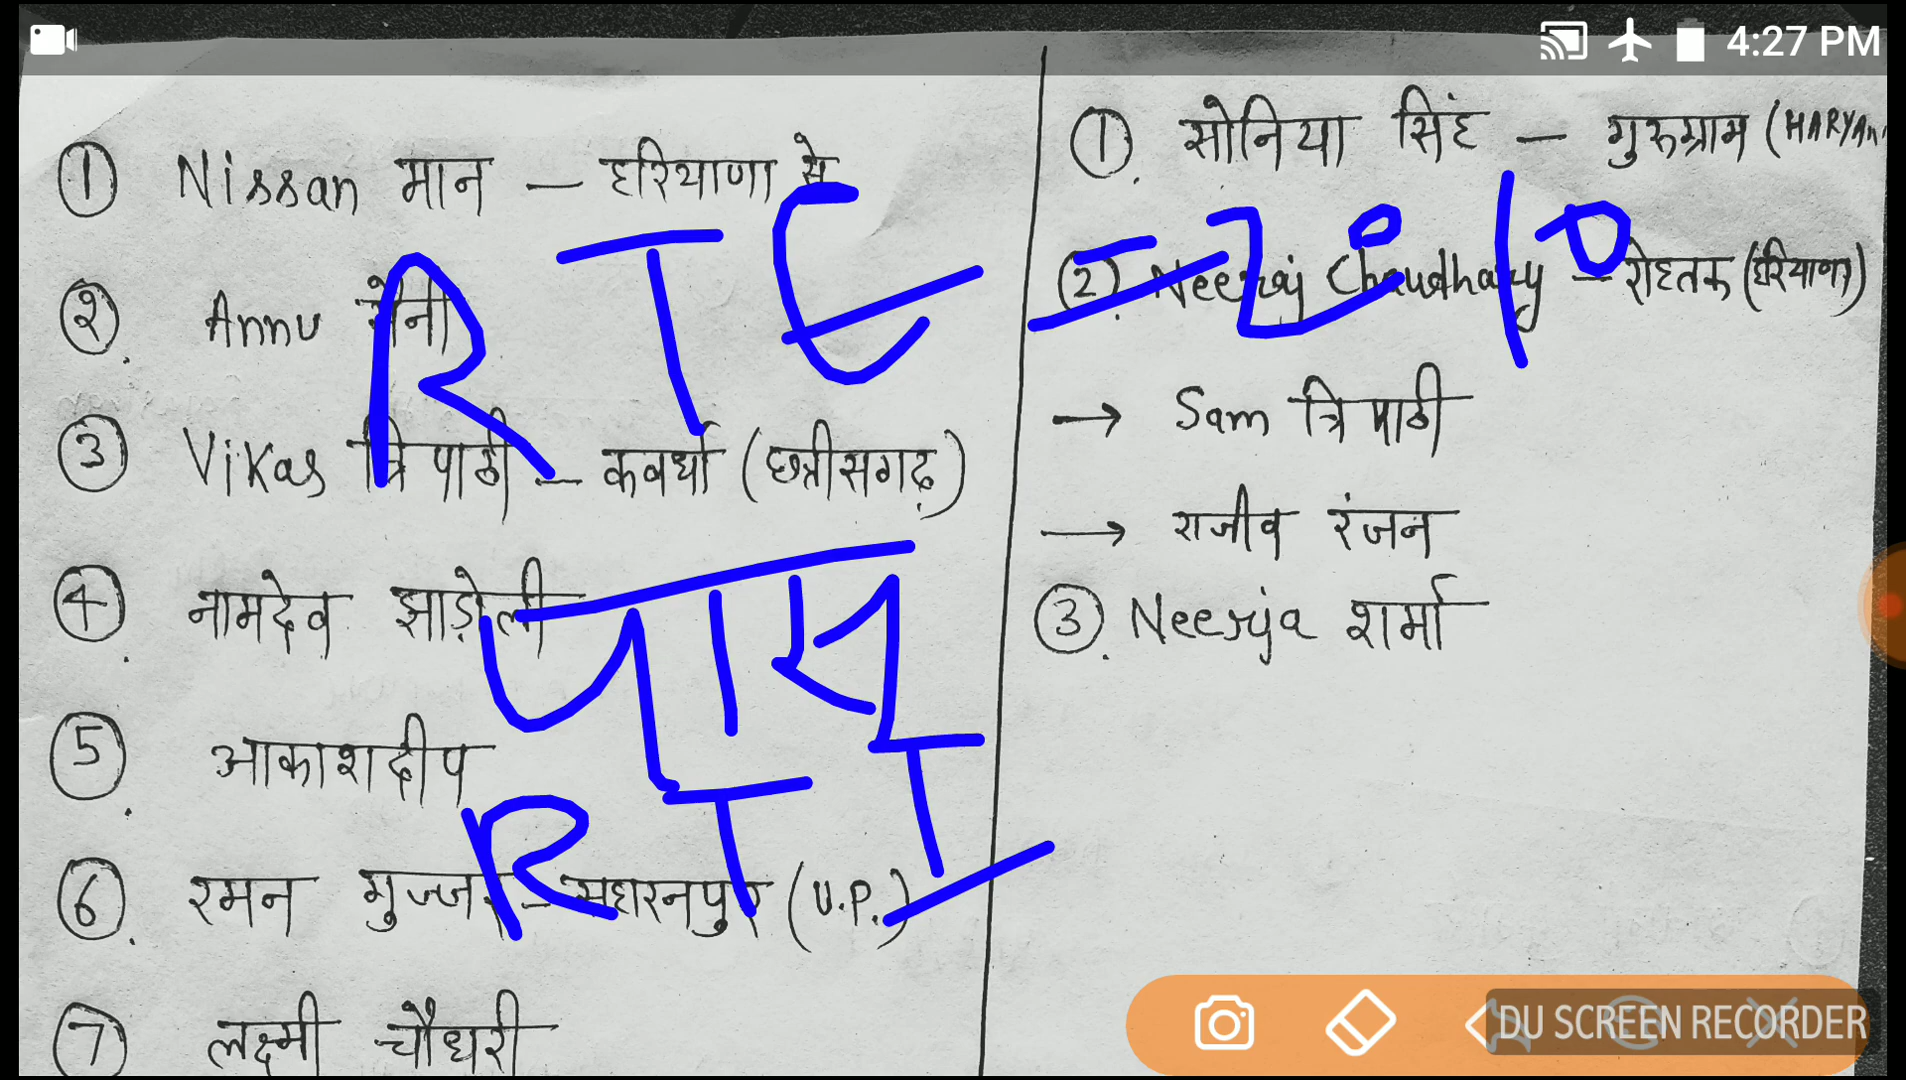 4:27 PM
① Nissan मान – हरियाणा से
② Annu सैनी
③ Vikas त्रिपाठी – कवर्धा (छत्तीसगढ़)
④ नामदेव झाड़ोली
⑤ आकाशदीप
⑥ रमन गुज्जर – सहारनपुर (U.P.)
⑦ लक्ष्मी चौधरी
① सोनिया सिंह – गुरुग्राम (HARYAN
② Neeraj Chaudhary – रोहतक (हरियाणा)
→ Sam त्रिपाठी
→ राजीव रंजन
③ Neerja शर्मा
RTE
RTI
DU SCREEN RECORDER